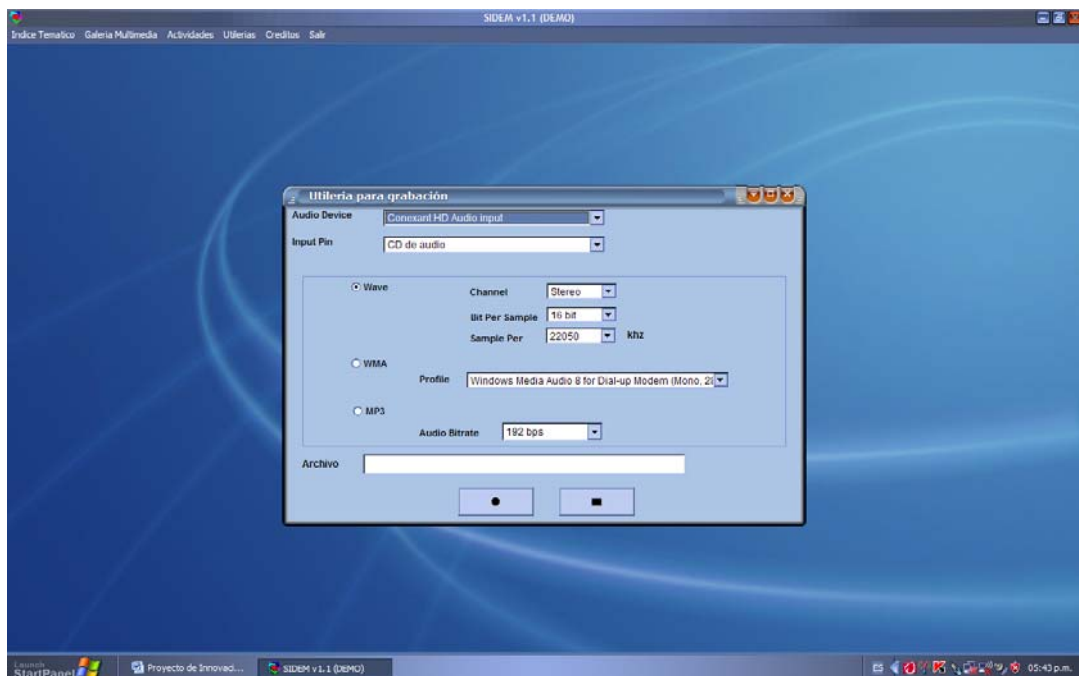 SIDEM v1.1 (DEMO)
Indice Tematico Galeria Multimedia Actividades Utilerias Creditos Salir
Utileria para grabación
Audio Device Conexant HD Audio input
Input Pin CD de audio
Wave Channel Stereo
Bit Per Sample 16 bit
Sample Per 22050 khz
WMA
Profile Windows Media Audio 8 for Dial-up Modem (Mono, 28
MP3
Audio Bitrate 192 bps
Archivo
Launch
StartPanel Proyecto de Innovaci... SIDEM v1.1 (DEMO) ES 05:43 p.m.